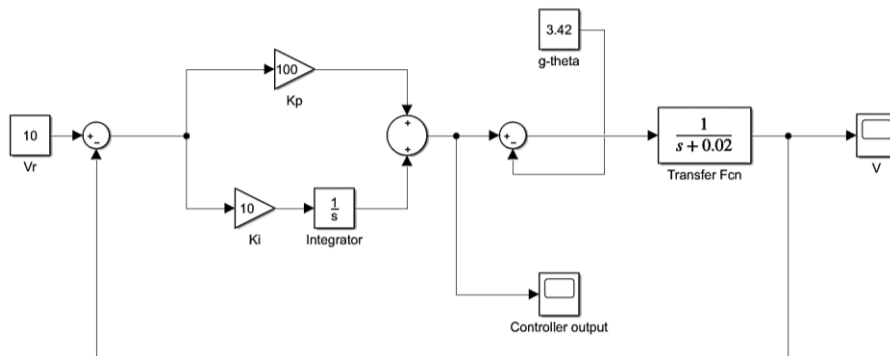 3.42
g-theta
100
Kp
10
Vr
+
−
+
+
+
−
1
s + 0.02
Transfer Fcn
V
10
Ki
1
s
Integrator
Controller output